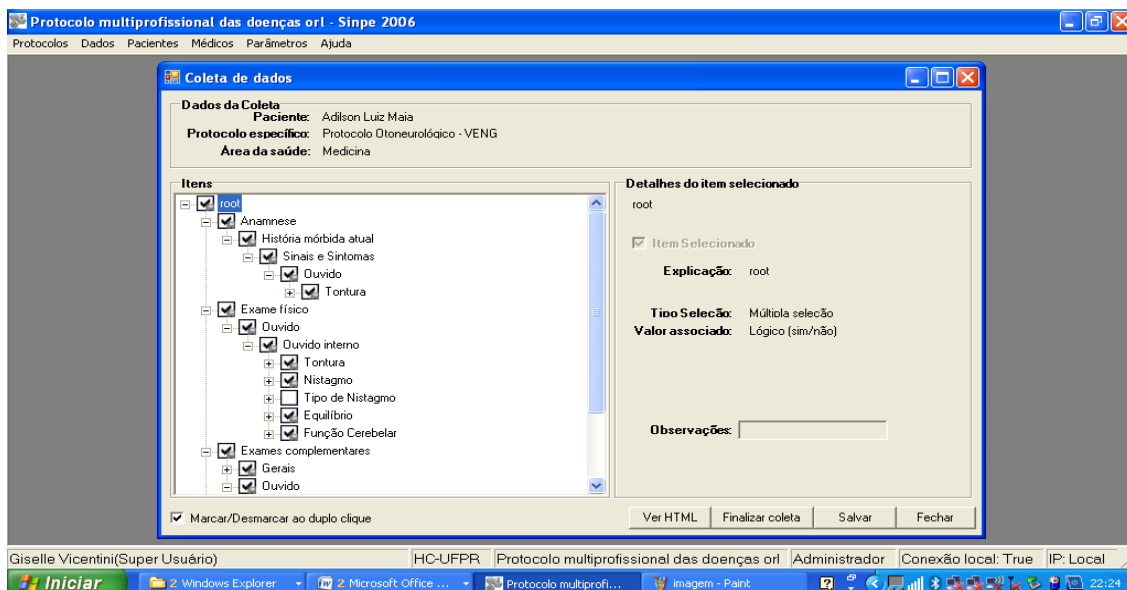 Protocolo multiprofissional das doenças orl - Sinpe 2006
Protocolos Dados Pacientes Médicos Parâmetros Ajuda
Coleta de dados
Dados da Coleta
Paciente: Adilson Luiz Maia
Protocolo específico: Protocolo Otoneurológico - VENG
Área da saúde: Medicina
Itens
root
Anamnese
História mórbida atual
Sinais e Sintomas
Ouvido
Tontura
Exame físico
Ouvido
Ouvido interno
Tontura
Nistagmo
Tipo de Nistagmo
Equilíbrio
Função Cerebelar
Exames complementares
Gerais
Ouvido
Detalhes do item selecionado
root
Item Selecionado
Explicação: root
Tipo Seleção: Múltipla seleção
Valor associado: Lógico (sim/não)
Observações:
Marcar/Desmarcar ao duplo clique
Ver HTML Finalizar coleta Salvar Fechar
Giselle Vicentini(Super Usuário) HC-UFPR Protocolo multiprofissional das doenças orl Administrador Conexão local: True IP: Local
Iniciar 2 Windows Explorer 2 Microsoft Office ... Protocolo multiprofi... imagem - Paint 22:24